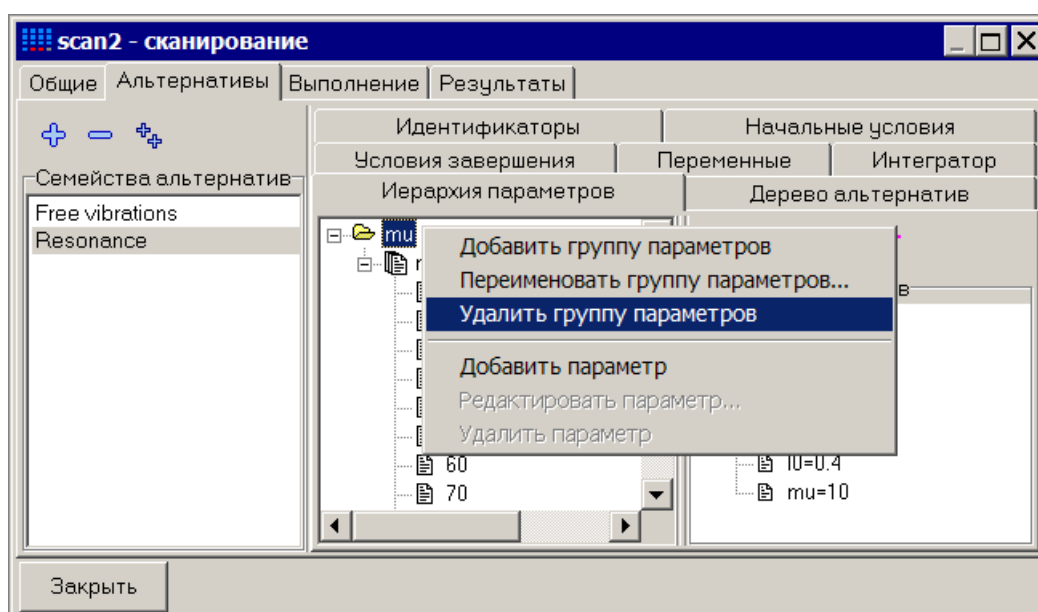 scan2 - сканирование
Общие Альтернативы Выполнение Результаты
Идентификаторы Начальные условия
Условия завершения Переменные Интегратор
Семейства альтернатив
Иерархия параметров Дерево альтернатив
Free vibrations
Resonance
mu
Добавить группу параметров
Переименовать группу параметров...
Удалить группу параметров
Добавить параметр
Редактировать параметр...
Удалить параметр
60
l0=0.4
70
mu=10
Закрыть